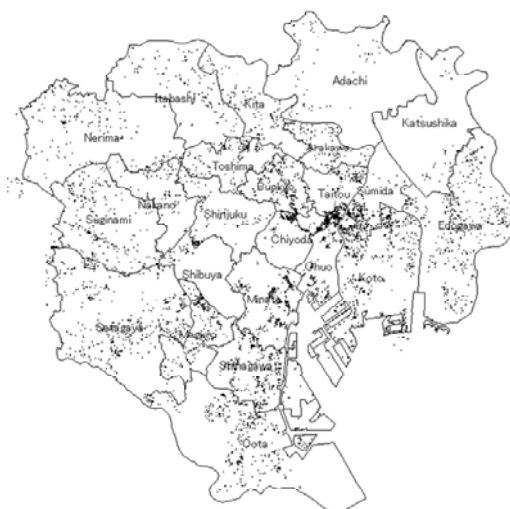 Adachi
Itabashi
Kita
Katsushika
Nerima
Arakawa
Toshima
Bunkyo
Taitou
Sumida
Suginami
Nakano
Shinjuku
Edogawa
Chiyoda
Chuo
Shibuya
Koto
Minato
Setagaya
Meguro
Shinagawa
Oota